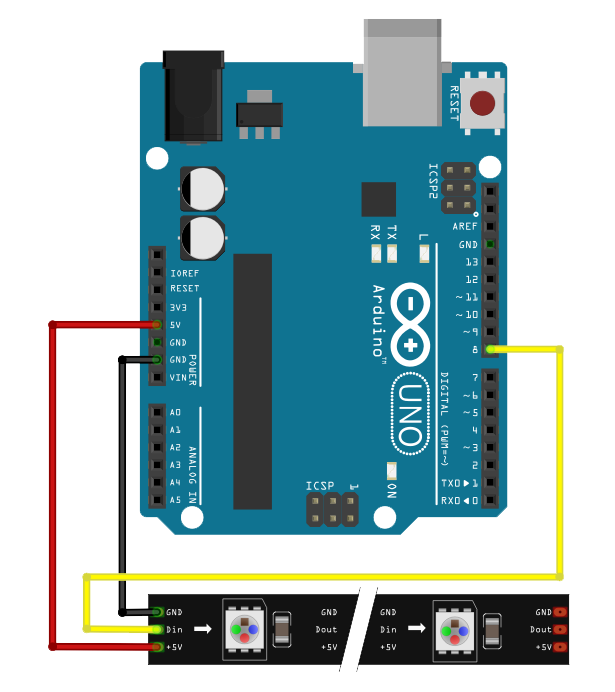 RESET
ICSP2
AREF
GND
13
12
~11
~10
~9
8
7
~6
~5
4
~3
2
TX0▶1
RX0◀0
RX
TX
L
IOREF
RESET
3V3
5V
GND
GND
VIN
POWER
A0
A1
A2
A3
A4
A5
ANALOG IN
Arduino™
UNO
DIGITAL (PWM=~)
ON
ICSP
1
GND GND GND GND
Din → Dout Din → Dout
+5V +5V +5V +5V